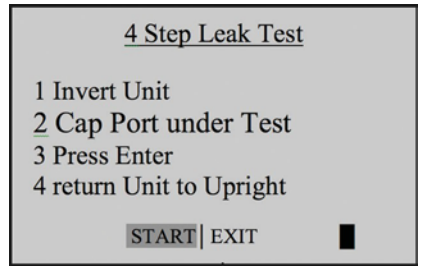 4 Step Leak Test
1 Invert Unit
2 Cap Port under Test
3 Press Enter
4 return Unit to Upright
START| EXIT